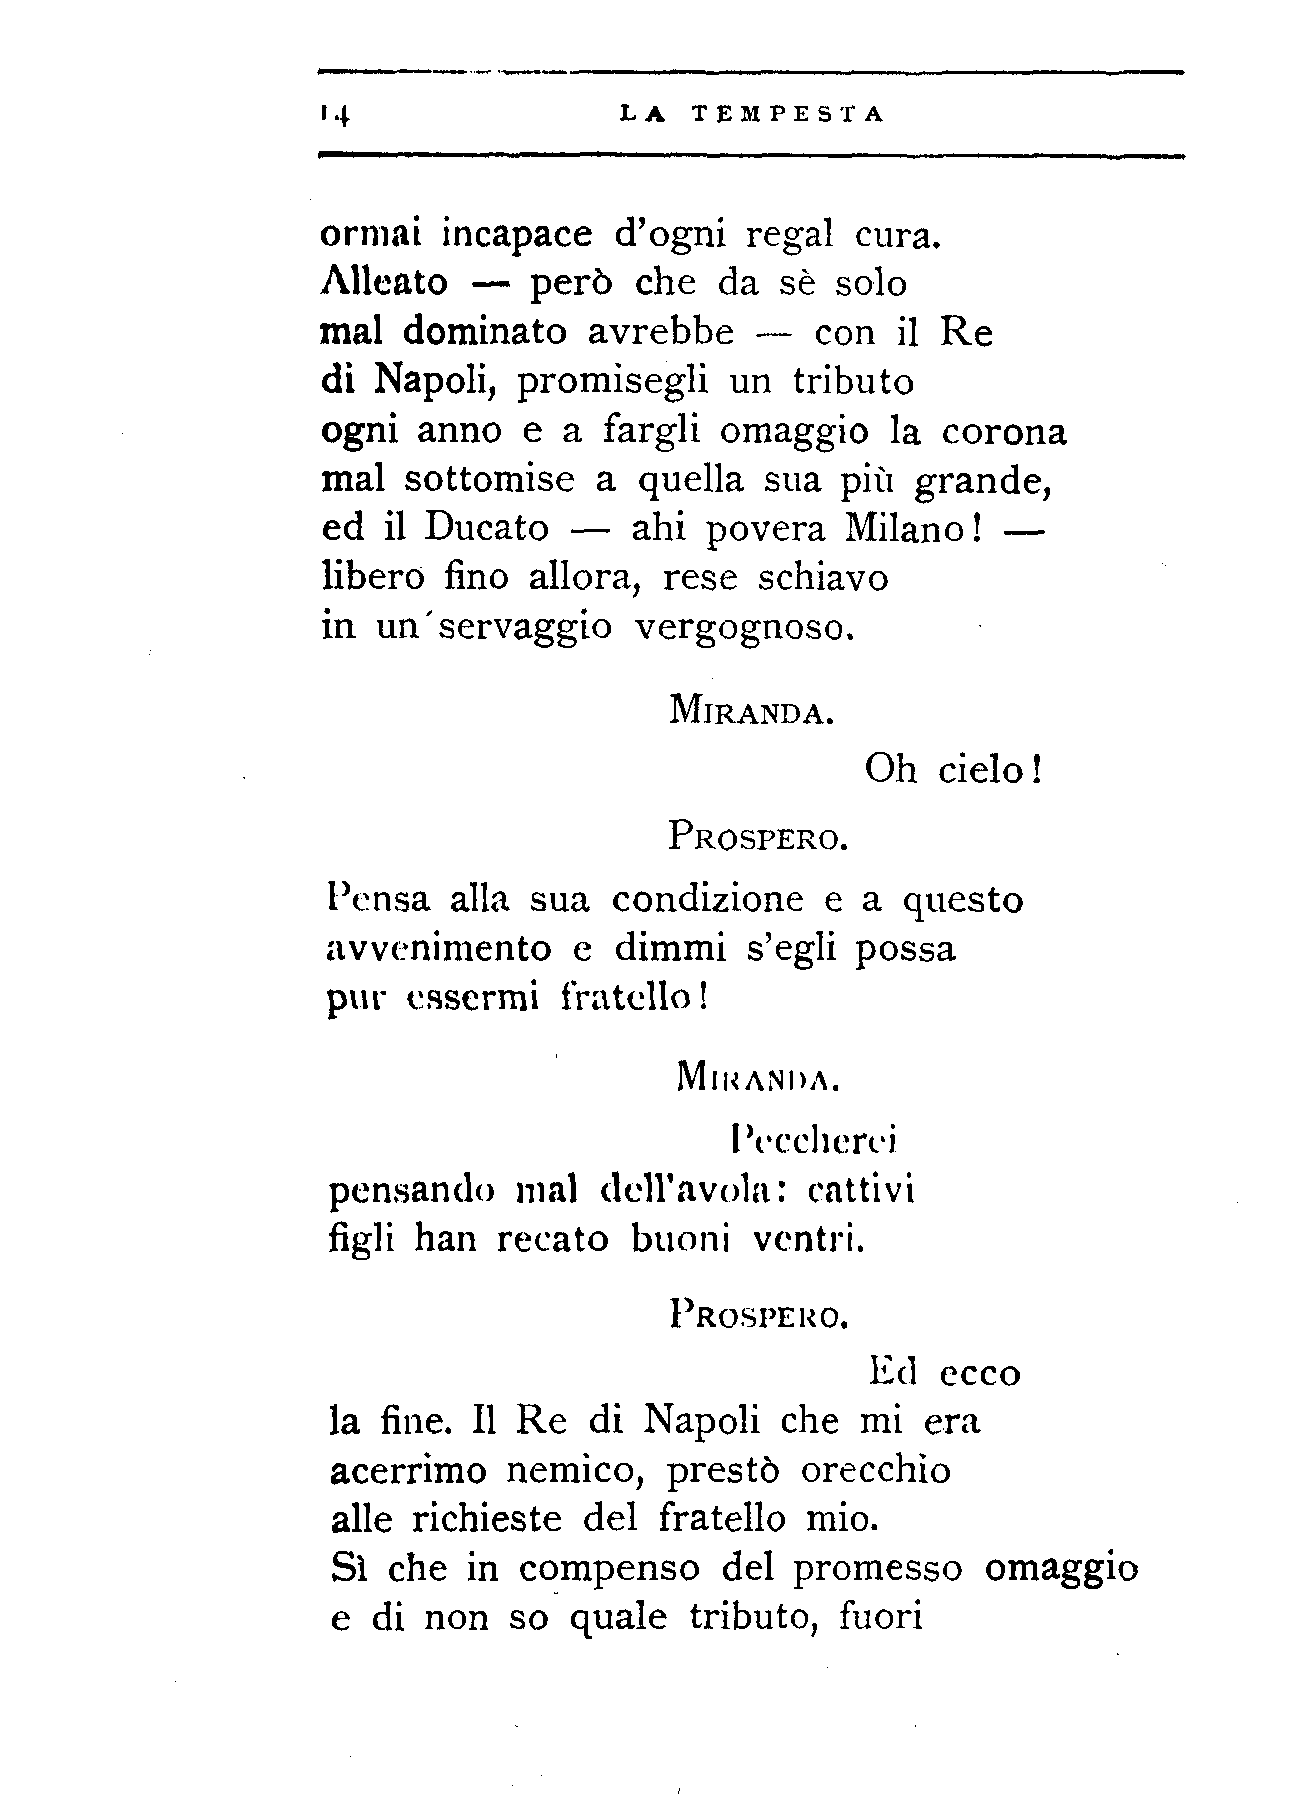 14 LA TEMPESTA
ormai incapace d'ogni regal cura.
Alleato — però che da sè solo
mal dominato avrebbe — con il Re
di Napoli, promisegli un tributo
ogni anno e a fargli omaggio la corona
mal sottomise a quella sua più grande,
ed il Ducato — ahi povera Milano! —
libero fino allora, rese schiavo
in un servaggio vergognoso.
MIRANDA.
Oh cielo!
PROSPERO.
Pensa alla sua condizione e a questo
avvenimento e dimmi s'egli possa
pur essermi fratello!
MIRANDA.
Peccherei
pensando mal dell'avola: cattivi
figli han recato buoni ventri.
PROSPERO.
Ed ecco
la fine. Il Re di Napoli che mi era
acerrimo nemico, prestò orecchio
alle richieste del fratello mio.
Sì che in compenso del promesso omaggio
e di non so quale tributo, fuori